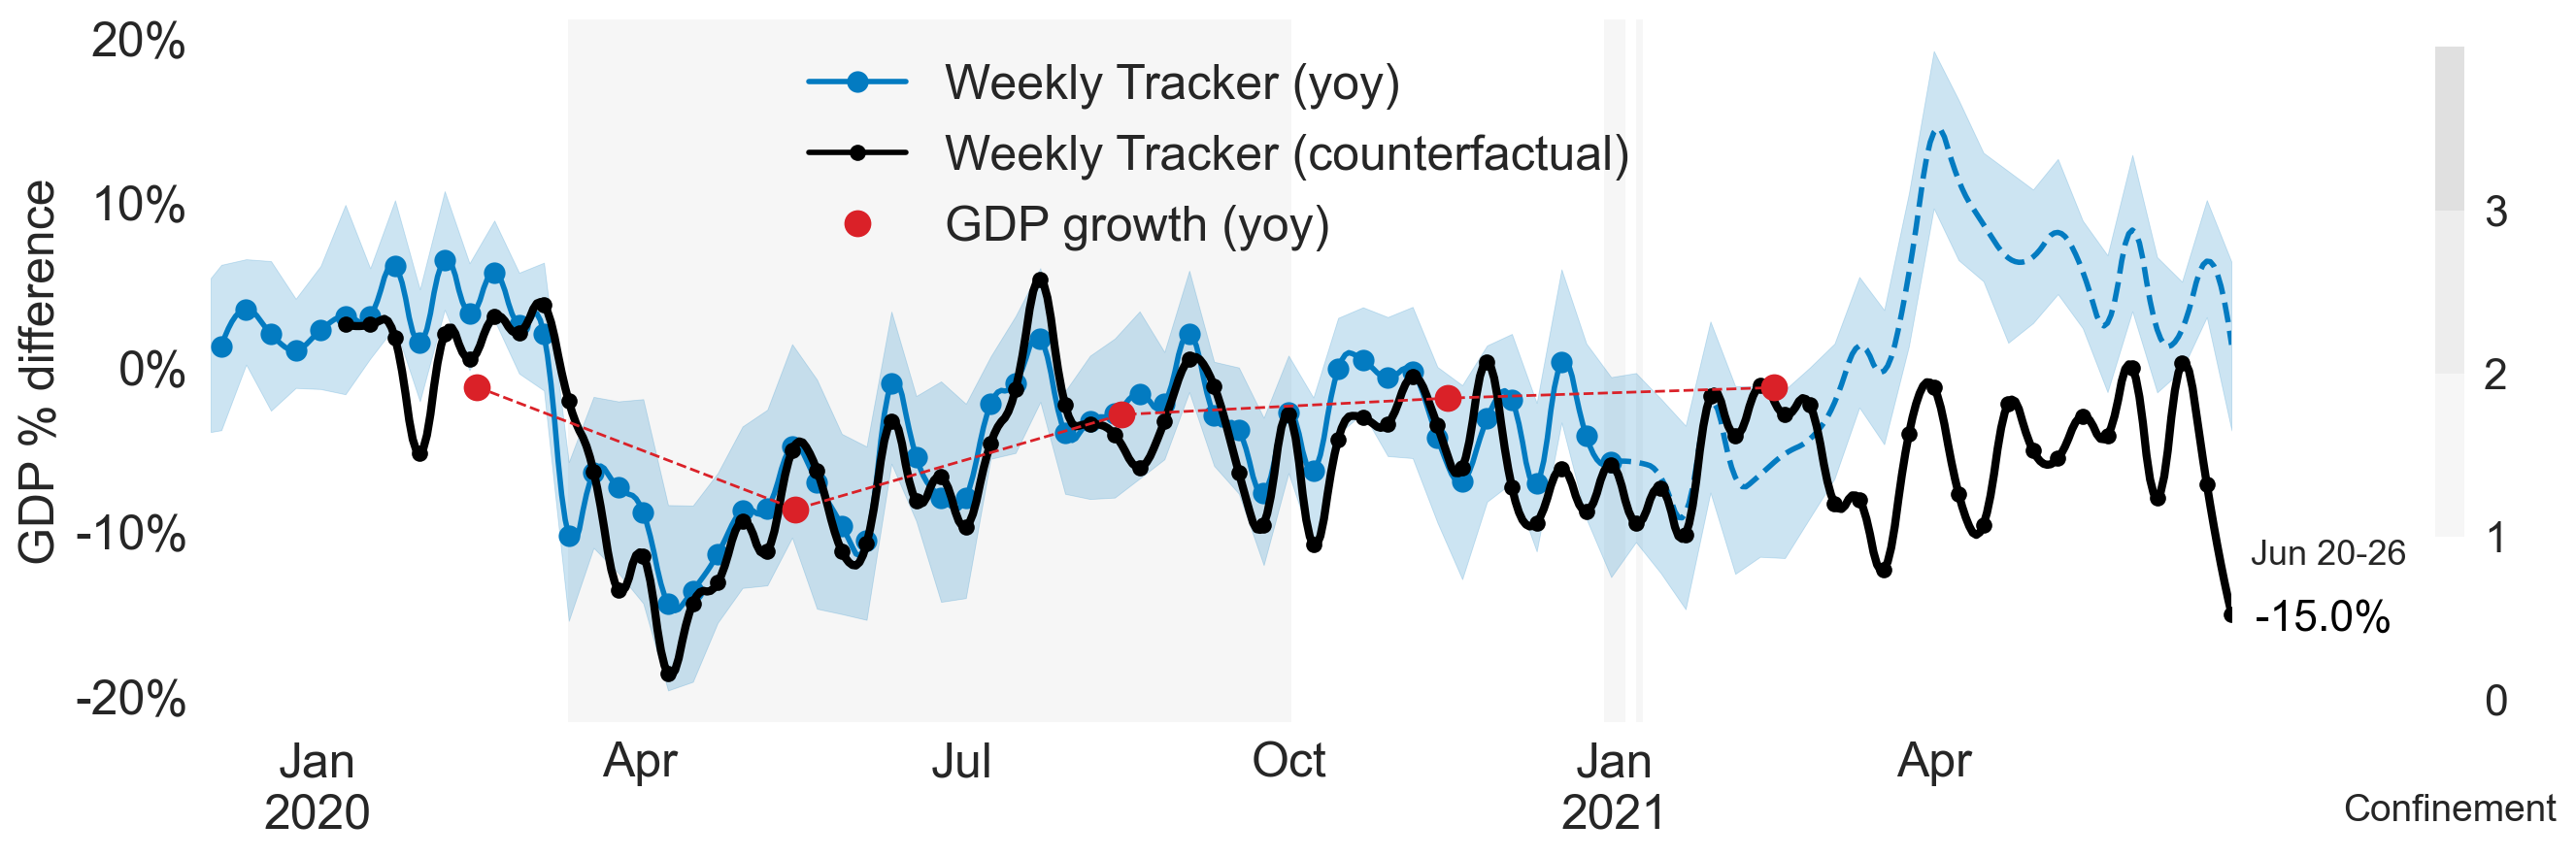 20%
10%
0%
-10%
-20%
GDP % difference
Weekly Tracker (yoy)
Weekly Tracker (counterfactual)
GDP growth (yoy)
Jun 20-26
-15.0%
3
2
1
0
Jan
2020
Apr
Jul
Oct
Jan
2021
Apr
Confinement